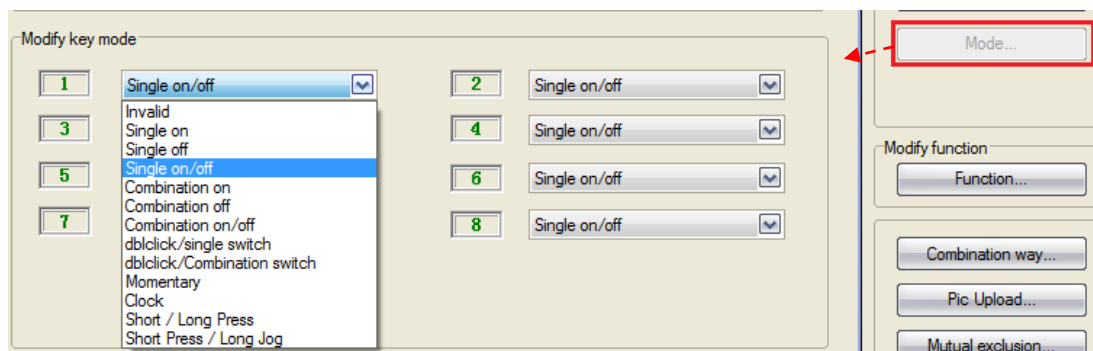 Modify key mode
1 Single on/off
2 Single on/off
Invalid
Single on
Single off
Single on/off
Combination on
Combination off
Combination on/off
dblclick/single switch
dblclick/Combination switch
Momentary
Clock
Short / Long Press
Short Press / Long Jog
3
4 Single on/off
5
6 Single on/off
7
8 Single on/off
Mode...
Modify function
Function...
Combination way...
Pic Upload...
Mutual exclusion...